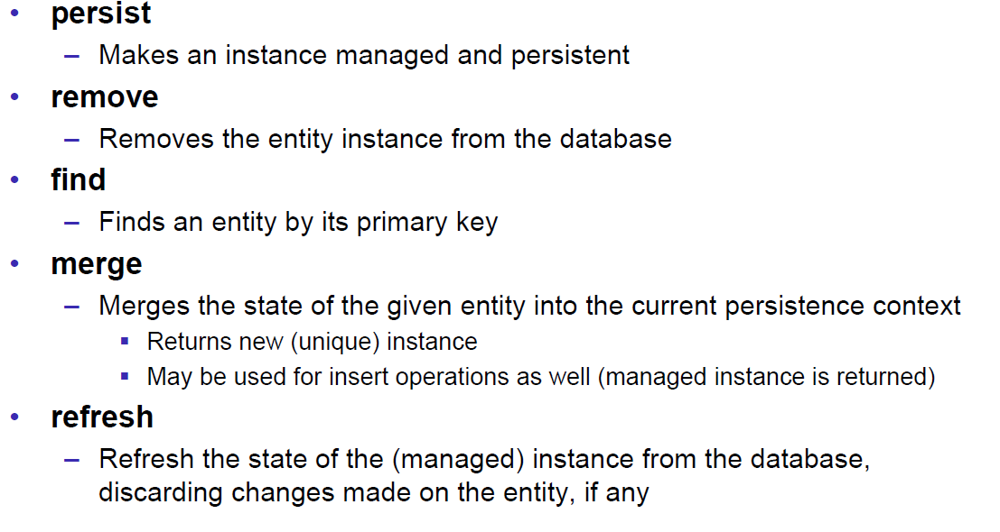 • persist
– Makes an instance managed and persistent
• remove
– Removes the entity instance from the database
• find
– Finds an entity by its primary key
• merge
– Merges the state of the given entity into the current persistence context
▪ Returns new (unique) instance
▪ May be used for insert operations as well (managed instance is returned)
• refresh
– Refresh the state of the (managed) instance from the database,
discarding changes made on the entity, if any